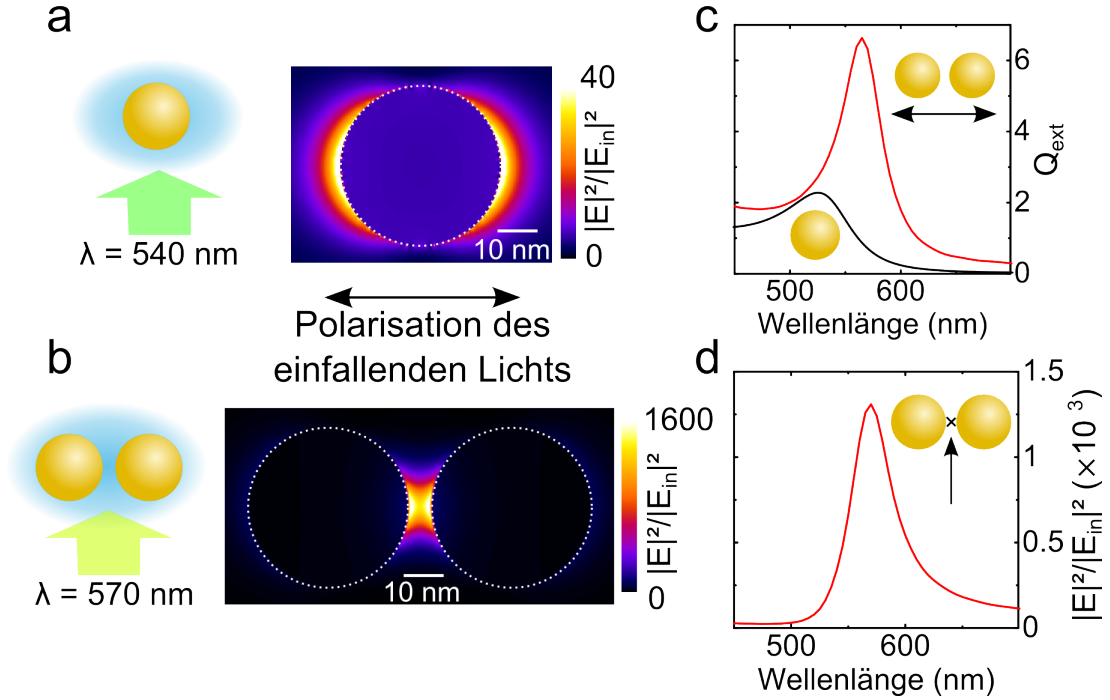 a
λ = 540 nm
40
0
|E|²/|E_in|²
10 nm
Polarisation des
einfallenden Lichts
b
λ = 570 nm
1600
0
|E|²/|E_in|²
10 nm
c
6
4
2
0
Q_ext
500 600
Wellenlänge (nm)
d
1.5
1
0.5
0
|E|²/|E_in|² (×10 ³)
500 600
Wellenlänge (nm)